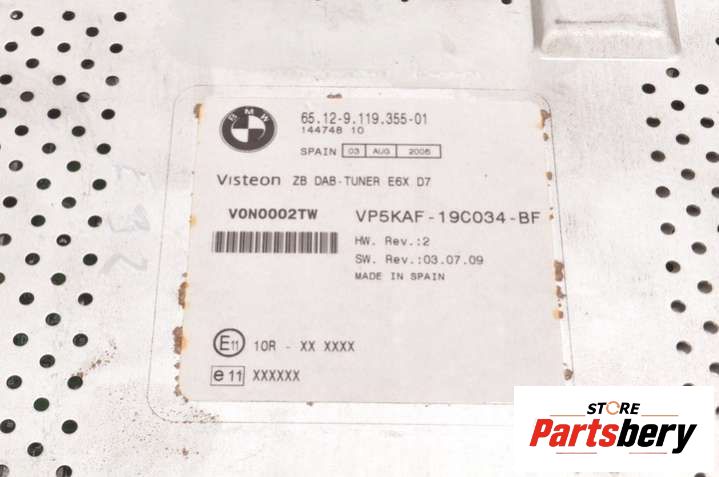 BMW
65.12-9.119.355-01
144748 10
SPAIN 03 AUG 2006
Visteon ZB DAB-TUNER E6X D7
V0N0002TW
VP5KAF-19C034-BF
HW. Rev.:2
SW. Rev.:03.07.09
MADE IN SPAIN
E11 10R - XX XXXX
e11 XXXXXX
STORE
Partsbery